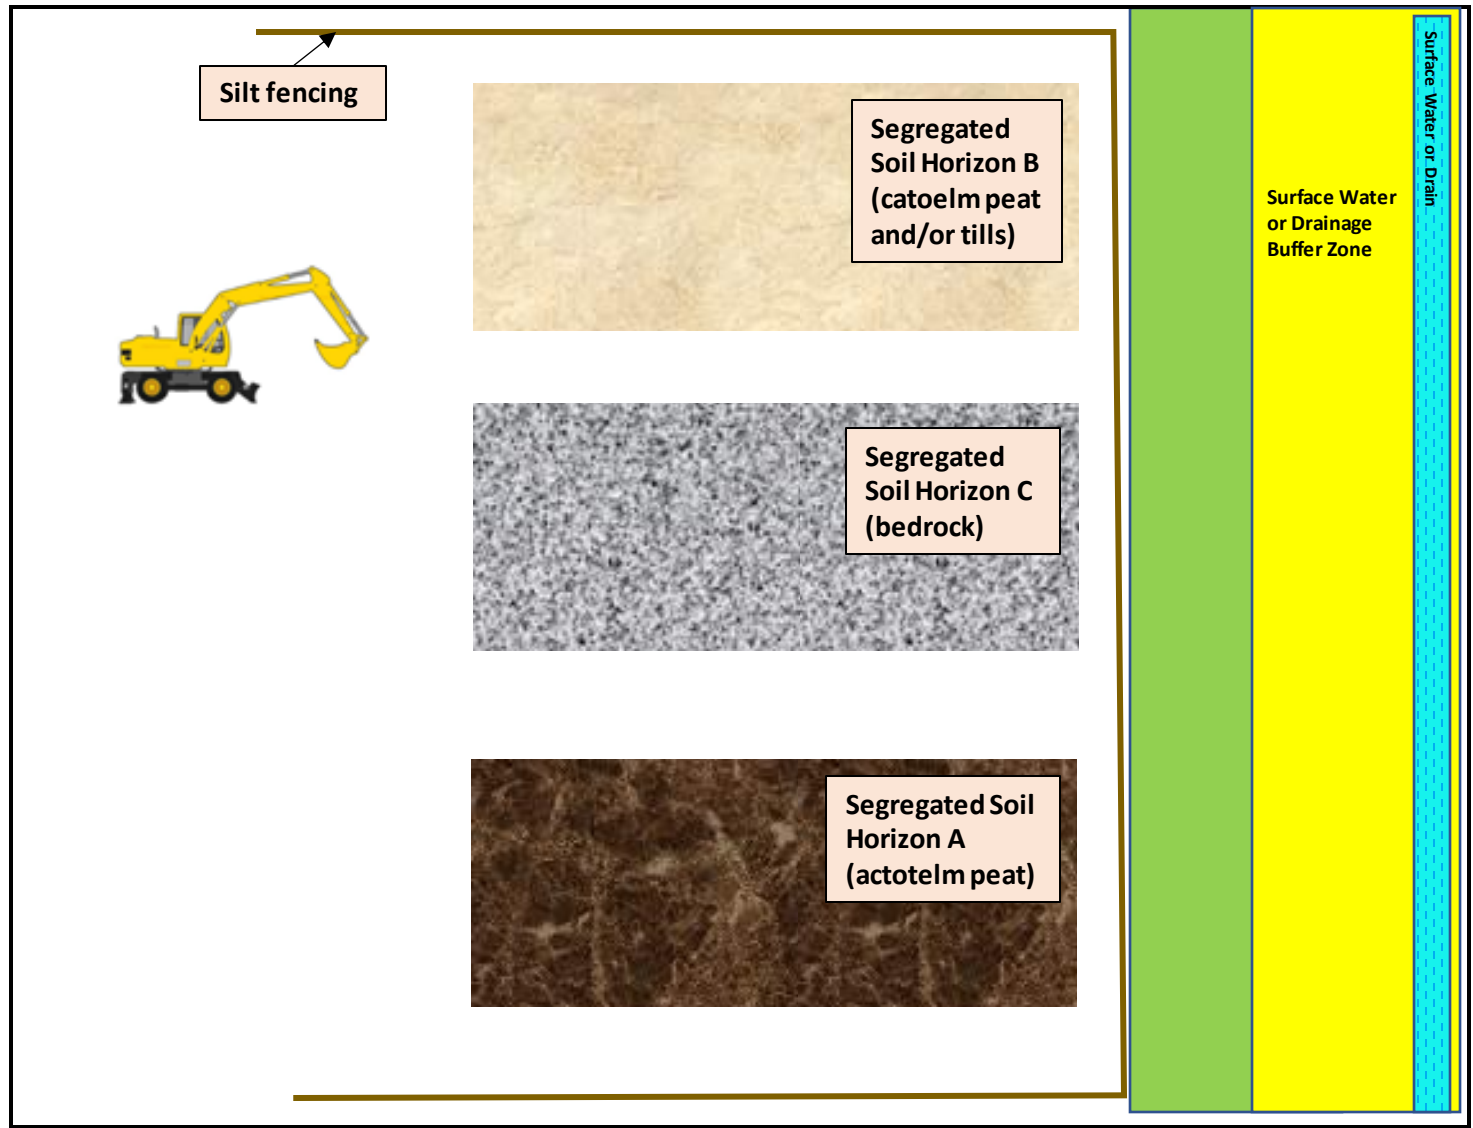 Silt fencing
Segregated
Soil Horizon B
(catoelm peat
and/or tills)
Surface Water or Drain
Surface Water
or Drainage
Buffer Zone
Segregated
Soil Horizon C
(bedrock)
Segregated Soil
Horizon A
(actotelm peat)